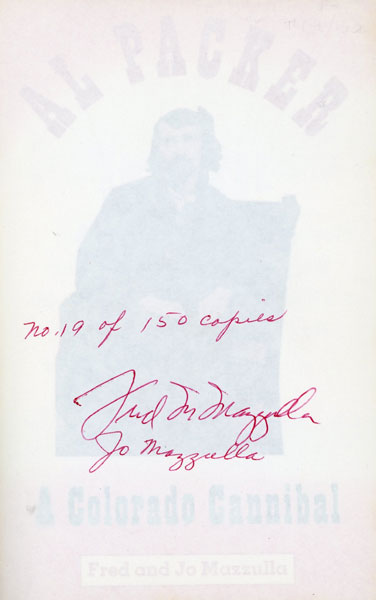 AL PACKER
no. 19 of 150 copies
Fred M Mazzulla
Jo Mazzulla
A Colorado Cannibal
Fred and Jo Mazzulla